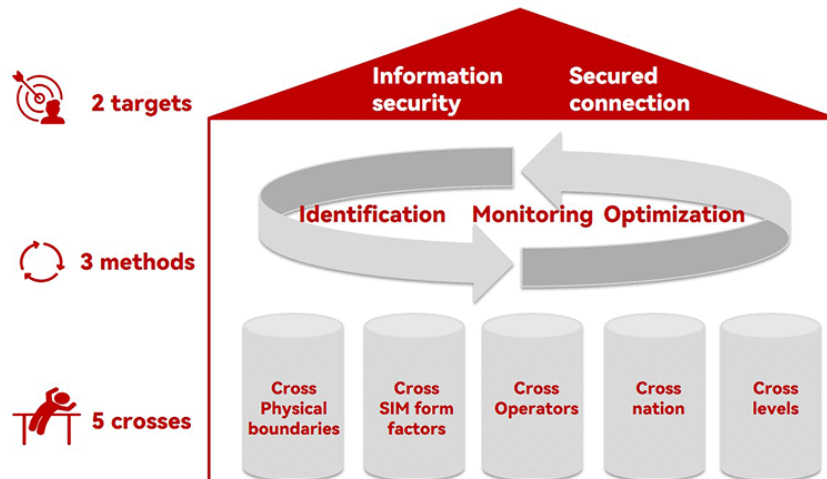 2 targets
Information
security
Secured
connection
3 methods
Identification
Monitoring
Optimization
5 crosses
Cross
Physical
boundaries
Cross
SIM form
factors
Cross
Operators
Cross
nation
Cross
levels